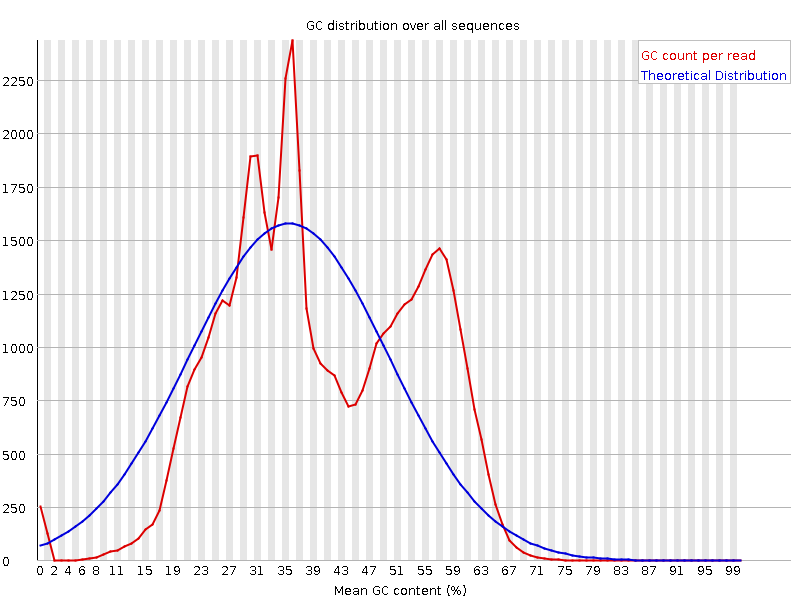 GC distribution over all sequences
GC count per read
Theoretical Distribution
2250
2000
1750
1500
1250
1000
750
500
250
0
0 2 4 6 8 11 15 19 23 27 31 35 39 43 47 51 55 59 63 67 71 75 79 83 87 91 95 99
Mean GC content (%)